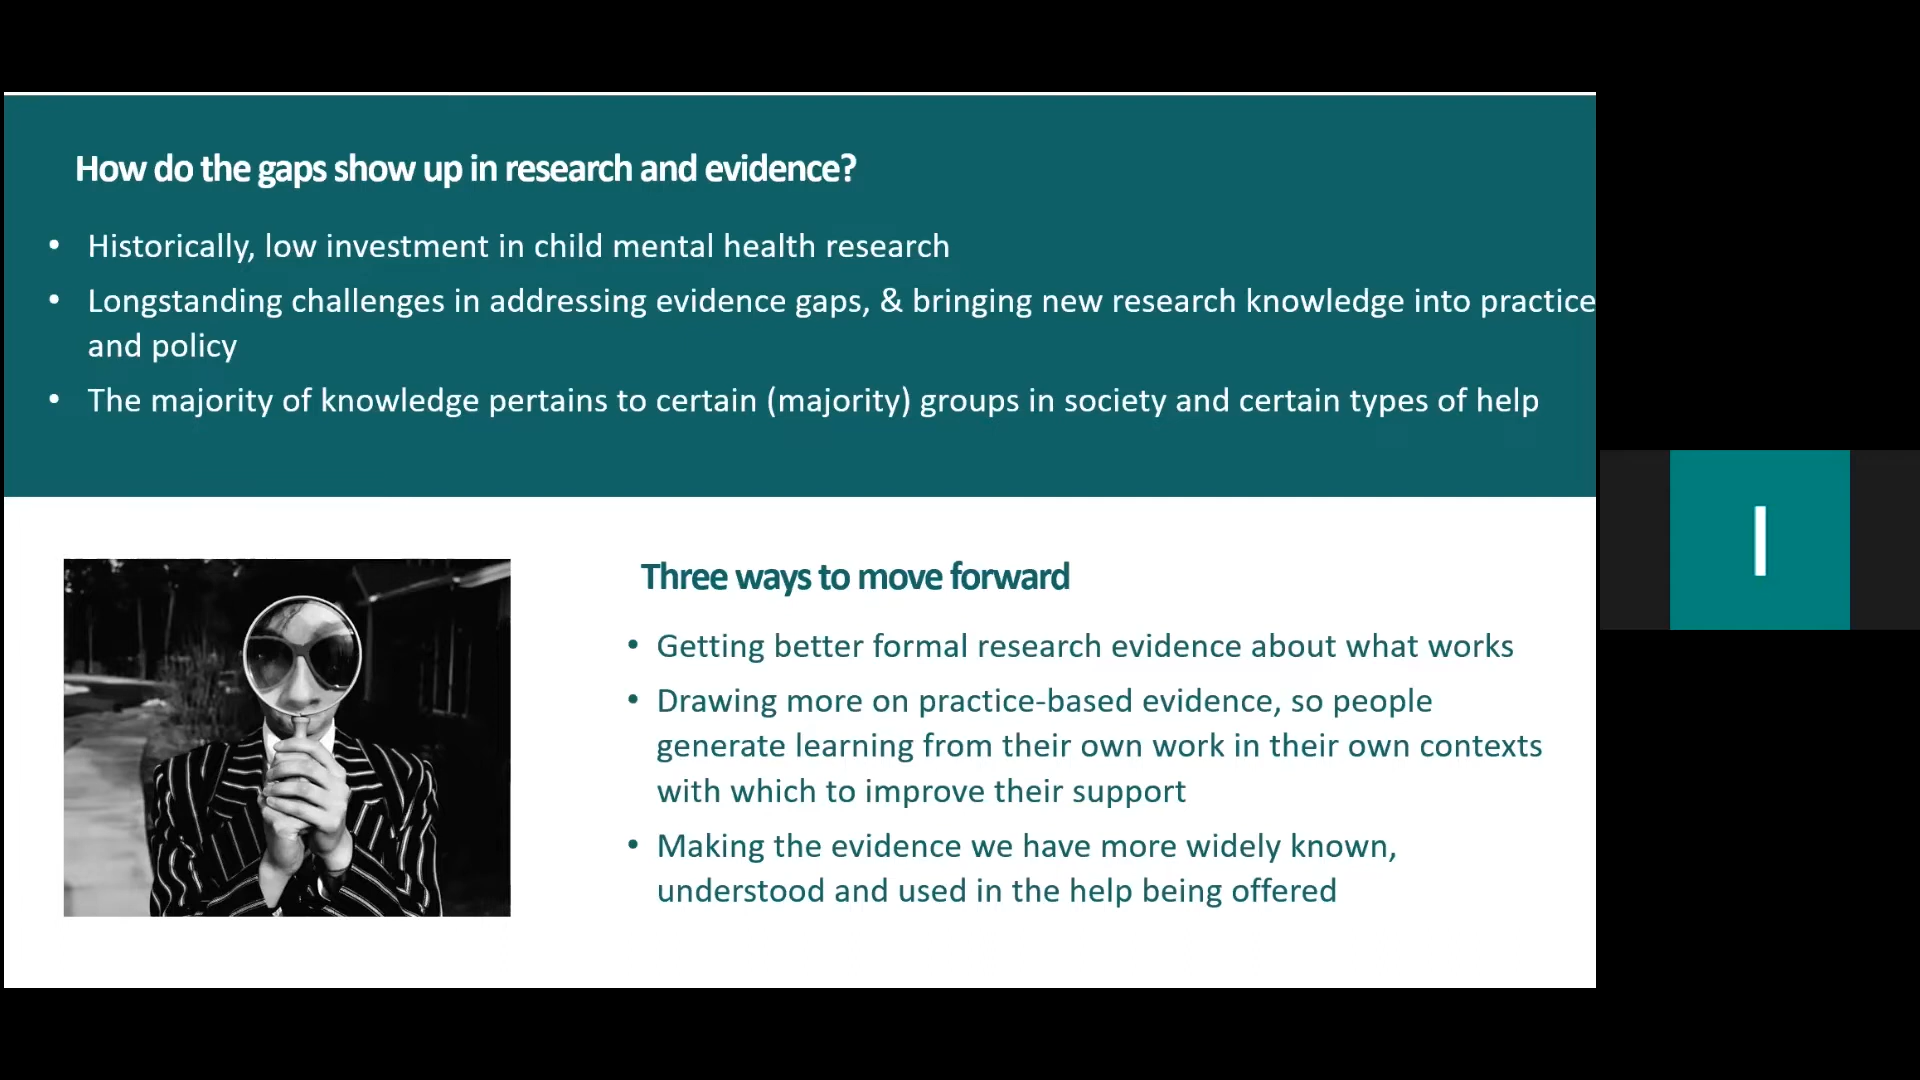 How do the gaps show up in research and evidence?
• Historically, low investment in child mental health research
• Longstanding challenges in addressing evidence gaps, & bringing new research knowledge into practice
and policy
• The majority of knowledge pertains to certain (majority) groups in society and certain types of help
Three ways to move forward
• Getting better formal research evidence about what works
• Drawing more on practice-based evidence, so people
generate learning from their own work in their own contexts
with which to improve their support
• Making the evidence we have more widely known,
understood and used in the help being offered
I